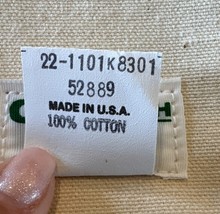 22-1101K8301
52889
MADE IN U.S.A.
100% COTTON